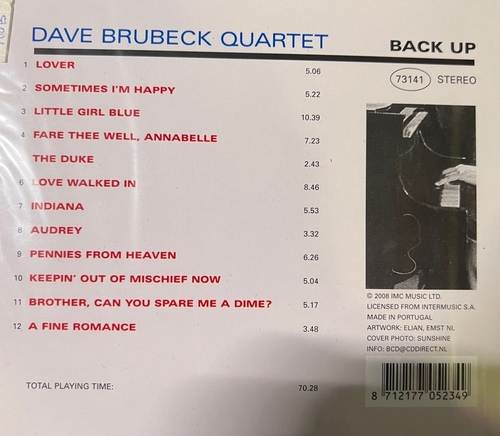 DAVE BRUBECK QUARTET
BACK UP
73141 STEREO
1 LOVER 5.06
2 SOMETIMES I'M HAPPY 5.22
3 LITTLE GIRL BLUE 10.39
4 FARE THEE WELL, ANNABELLE 7.23
THE DUKE 2.43
6 LOVE WALKED IN 8.46
7 INDIANA 5.53
8 AUDREY 3.32
9 PENNIES FROM HEAVEN 6.26
10 KEEPIN' OUT OF MISCHIEF NOW 5.04
11 BROTHER, CAN YOU SPARE ME A DIME? 5.17
12 A FINE ROMANCE 3.48
TOTAL PLAYING TIME: 70.28
© 2008 IMC MUSIC LTD.
LICENSED FROM INTERMUSIC S.A.
MADE IN PORTUGAL
ARTWORK: ELIAN, EMST NL
COVER PHOTO: SUNSHINE
INFO: BCD@CDDIRECT.NL
8 712177 052349